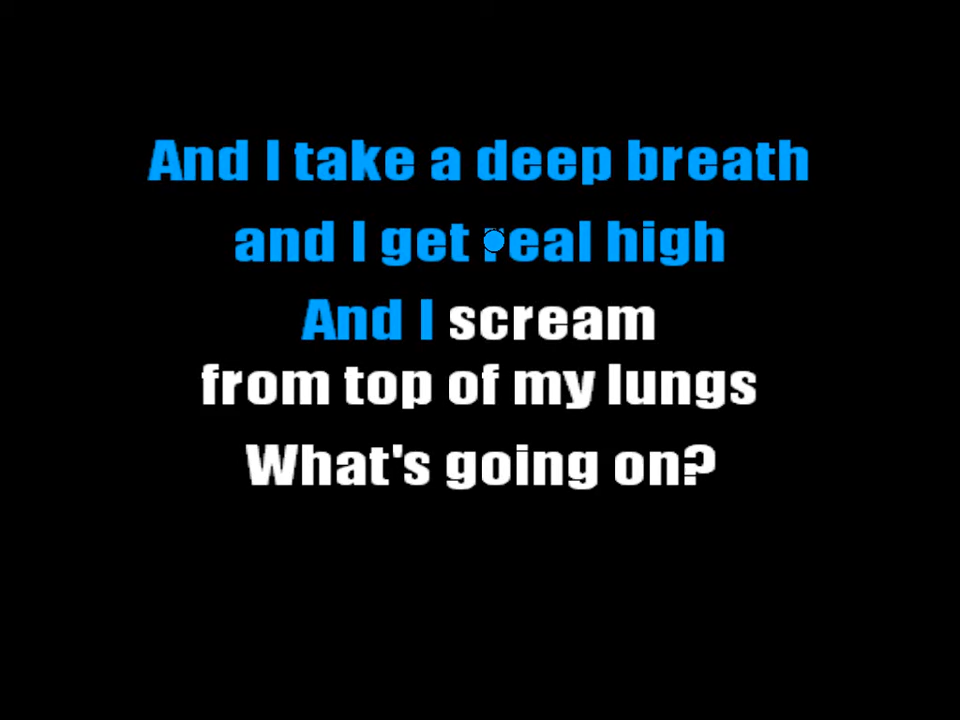 And I take a deep breath
and I get real high
And I scream
from top of my lungs
What's going on?